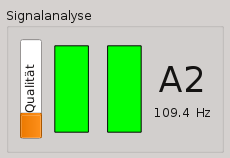 Signalanalyse
Qualität
A2
109.4 Hz